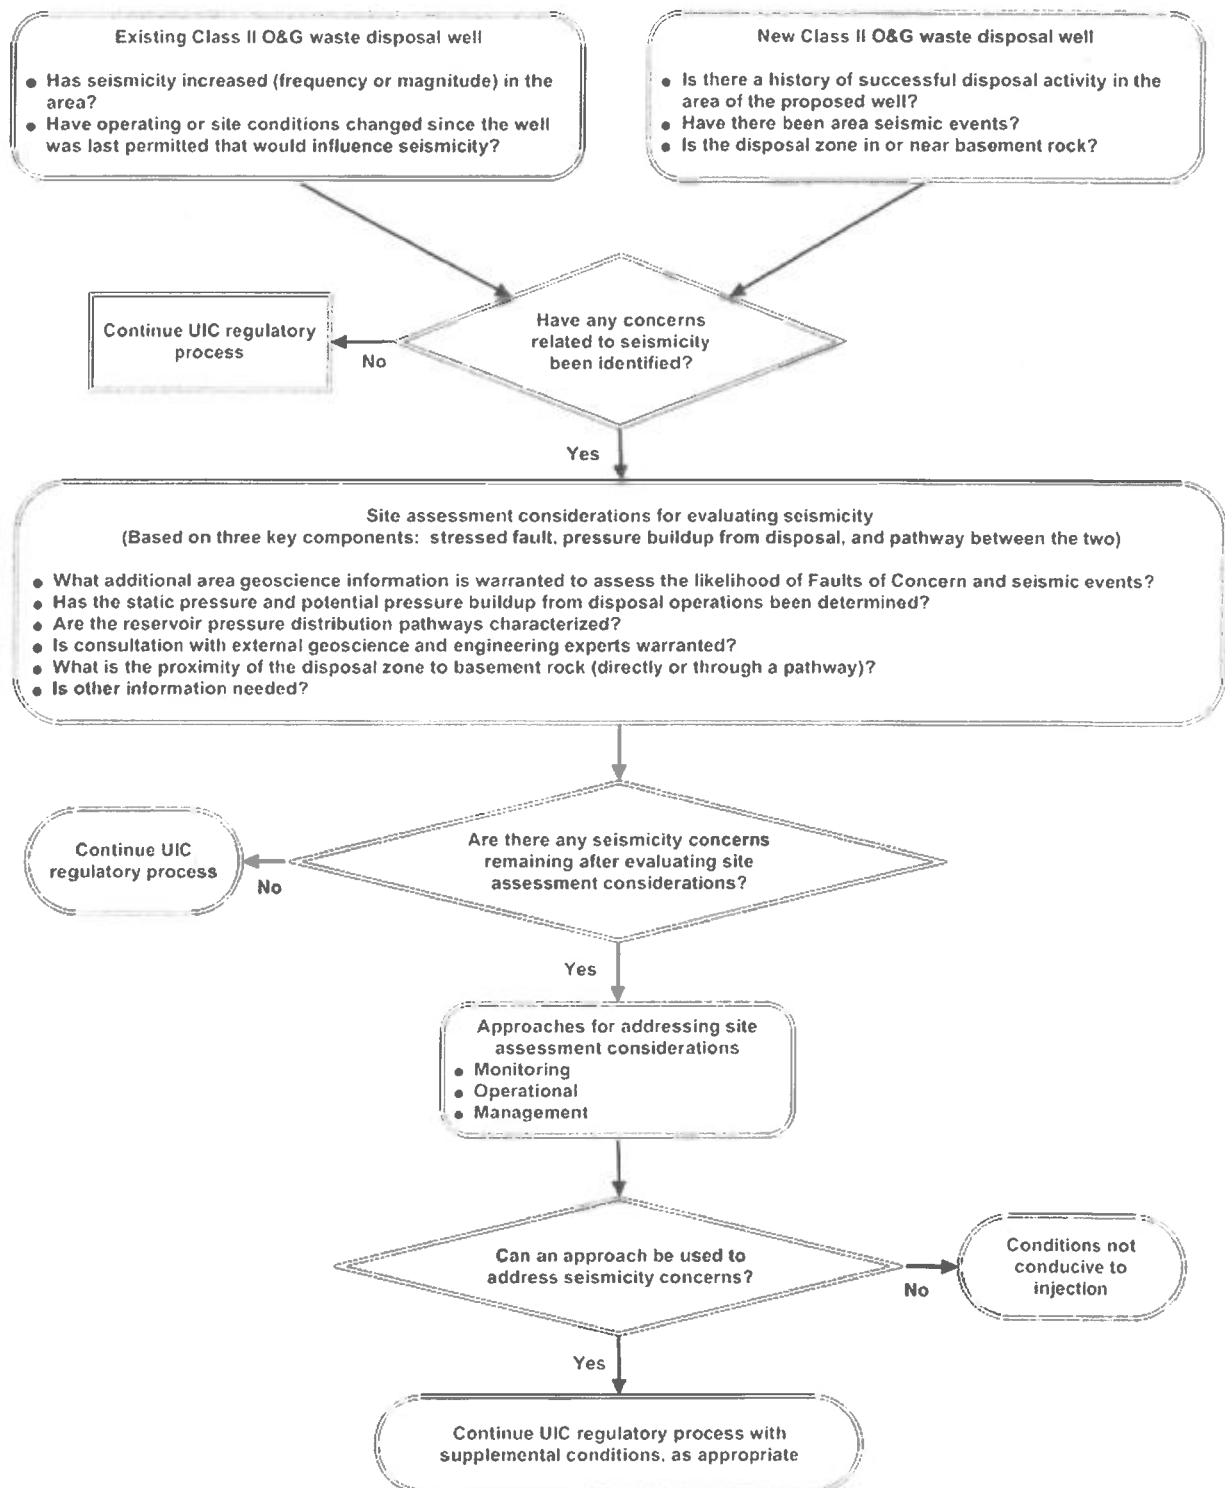 Existing Class II O&G waste disposal well
● Has seismicity increased (frequency or magnitude) in the
area?
● Have operating or site conditions changed since the well
was last permitted that would influence seismicity?
New Class II O&G waste disposal well
● Is there a history of successful disposal activity in the
area of the proposed well?
● Have there been area seismic events?
● Is the disposal zone in or near basement rock?
Have any concerns
related to seismicity
been identified?
No
Continue UIC regulatory
process
Yes
Site assessment considerations for evaluating seismicity
(Based on three key components: stressed fault, pressure buildup from disposal, and pathway between the two)
● What additional area geoscience information is warranted to assess the likelihood of Faults of Concern and seismic events?
● Has the static pressure and potential pressure buildup from disposal operations been determined?
● Are the reservoir pressure distribution pathways characterized?
● Is consultation with external geoscience and engineering experts warranted?
● What is the proximity of the disposal zone to basement rock (directly or through a pathway)?
● Is other information needed?
Are there any seismicity concerns
remaining after evaluating site
assessment considerations?
No
Continue UIC
regulatory process
Yes
Approaches for addressing site
assessment considerations
● Monitoring
● Operational
● Management
Can an approach be used to
address seismicity concerns?
No
Conditions not
conducive to
injection
Yes
Continue UIC regulatory process with
supplemental conditions, as appropriate